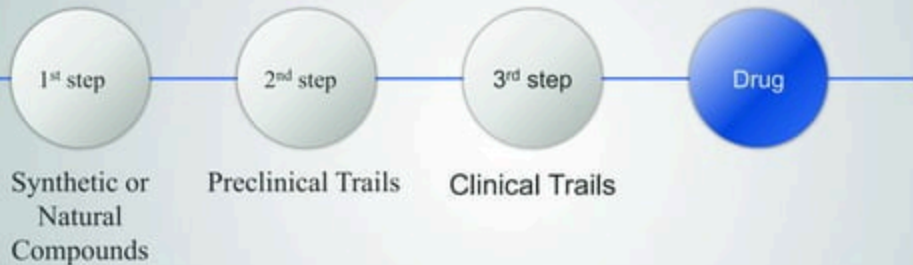 1st step
2nd step
3rd step
Drug
Synthetic or
Natural
Compounds
Preclinical Trails
Clinical Trails